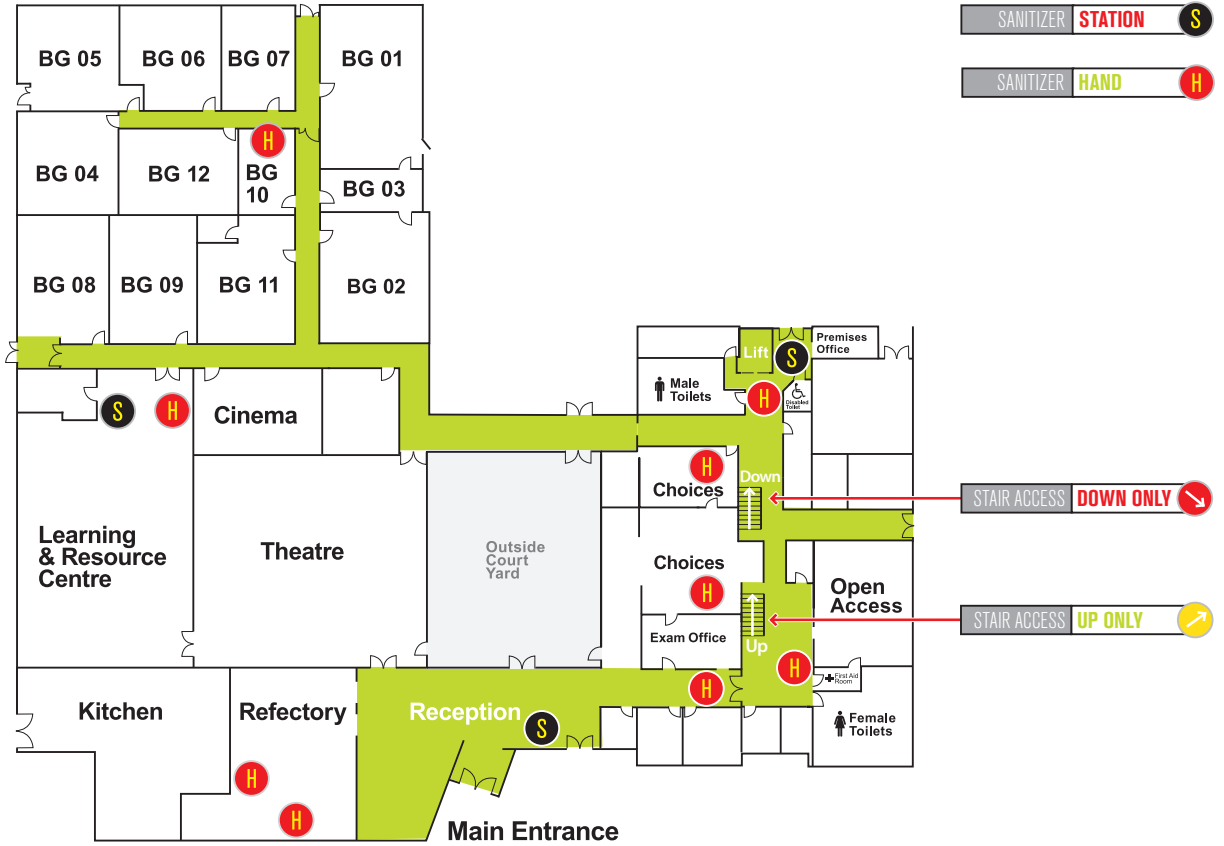 SANITIZER STATION S
SANITIZER HAND H
BG 05
BG 06
BG 07
BG 01
H
BG 04
BG 12
BG
10
BG 03
BG 08
BG 09
BG 11
BG 02
Lift
S
Premises
Office
Male
Toilets
H
Disabled
Toilet
S
H
Cinema
H
Choices
Down
STAIR ACCESS DOWN ONLY
Learning
& Resource
Centre
Theatre
Outside
Court
Yard
Choices
H
Open
Access
Exam Office
Up
STAIR ACCESS UP ONLY
H
First Aid
Room
H
Kitchen
Refectory
Reception
S
Female
Toilets
H
H
Main Entrance